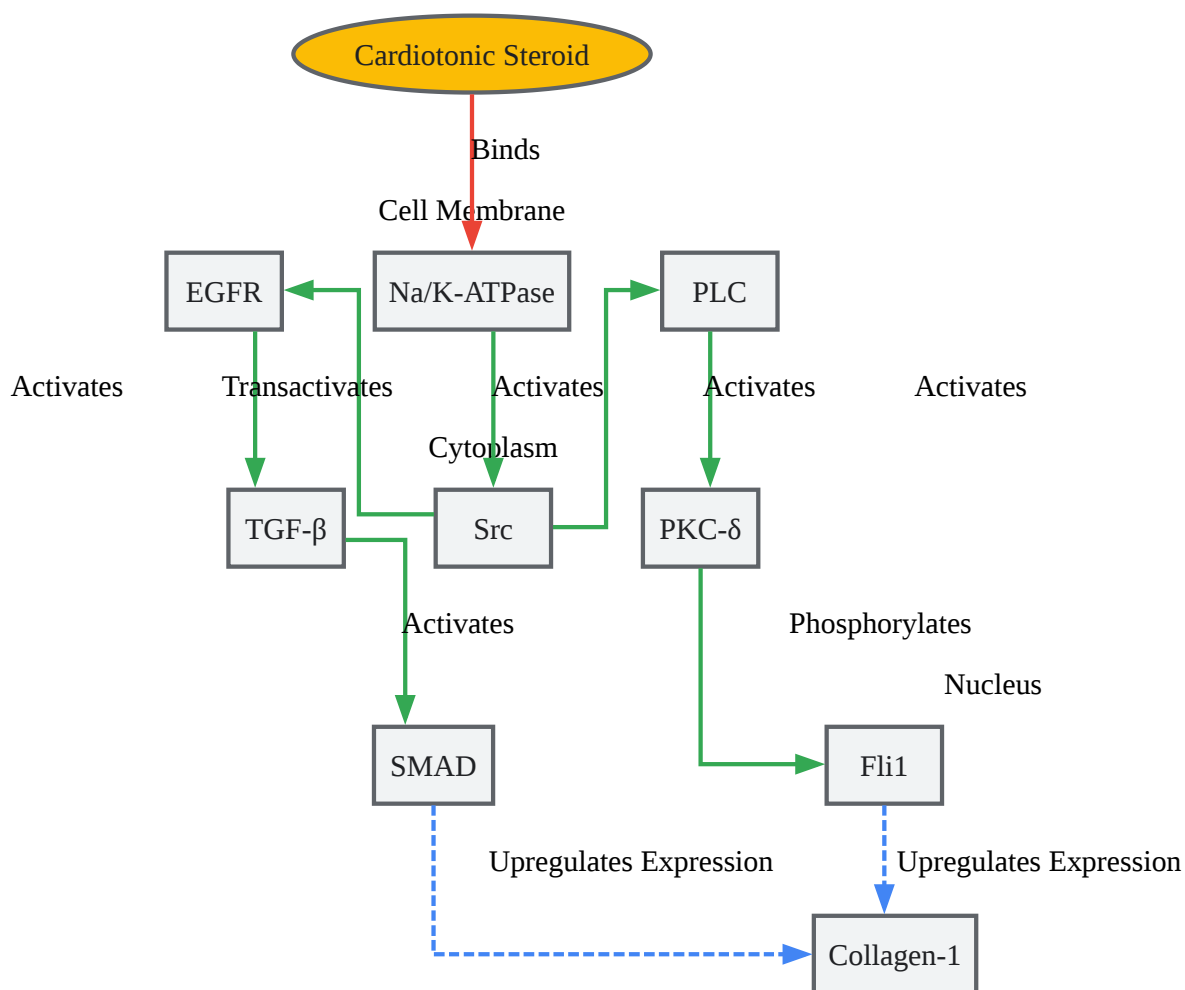 Cardiotonic Steroid
Binds
Cell Membrane
EGFR
Na/K-ATPase
PLC
Activates
Transactivates
Activates
Activates
Activates
Cytoplasm
TGF-β
Src
PKC-δ
Activates
Phosphorylates
Nucleus
SMAD
Fli1
Upregulates Expression
Upregulates Expression
Collagen-1